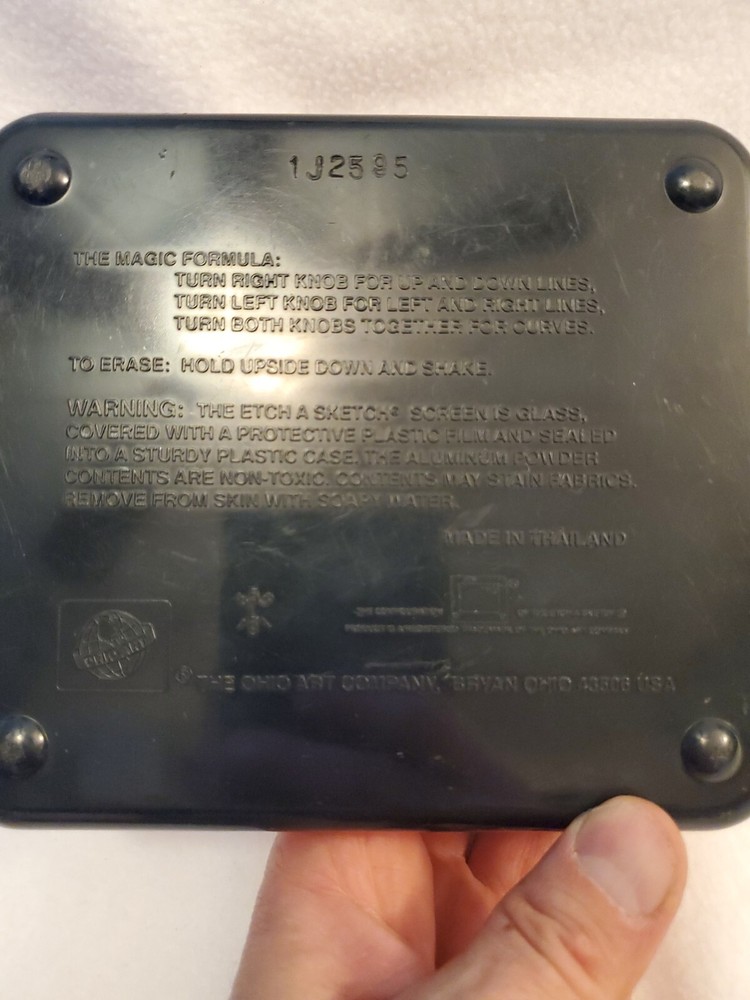 1J2595
THE MAGIC FORMULA:
TURN RIGHT KNOB FOR UP AND DOWN LINES,
TURN LEFT KNOB FOR LEFT AND RIGHT LINES,
TURN BOTH KNOBS TOGETHER FOR CURVES.
TO ERASE: HOLD UPSIDE DOWN AND SHAKE.
WARNING: THE ETCH A SKETCH® SCREEN IS GLASS,
COVERED WITH A PROTECTIVE PLASTIC FILM AND SEALED
INTO A STURDY PLASTIC CASE. THE ALUMINUM POWDER
CONTENTS ARE NON-TOXIC. CONTENTS MAY STAIN FABRICS.
REMOVE FROM SKIN WITH SOAPY WATER.
MADE IN THAILAND
THE CONFIGURATION
OHIO ART
© THE OHIO ART COMPANY, BRYAN OHIO 43506 USA